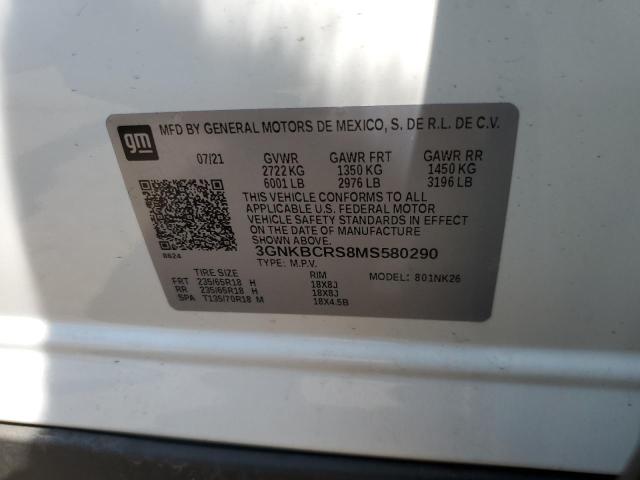 gm MFD BY GENERAL MOTORS DE MEXICO, S. DE R.L. DE C.V.
07/21 GVWR GAWR FRT GAWR RR
2722 KG 1350 KG 1450 KG
6001 LB 2976 LB 3196 LB
THIS VEHICLE CONFORMS TO ALL
APPLICABLE U.S. FEDERAL MOTOR
VEHICLE SAFETY STANDARDS IN EFFECT
ON THE DATE OF MANUFACTURE
SHOWN ABOVE.
8624
3GNKBCRS8MS580290
TYPE: M.P.V. MODEL: 801NK26
TIRE SIZE RIM
FRT 235/65R18 H 18X8J
RR 235/65R18 H 18X8J
SPA T135/70R18 M 18X4.5B